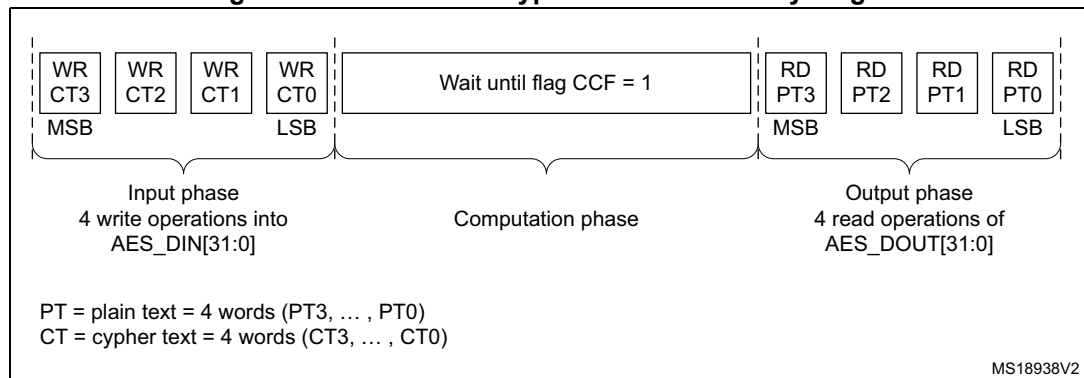 WR CT3
WR CT2
WR CT1
WR CT0
Wait until flag CCF = 1
RD PT3
RD PT2
RD PT1
RD PT0
MSB
LSB
MSB
LSB
Input phase
4 write operations into
AES_DIN[31:0]
Computation phase
Output phase
4 read operations of
AES_DOUT[31:0]
PT = plain text = 4 words (PT3, … , PT0)
CT = cypher text = 4 words (CT3, … , CT0)
MS18938V2